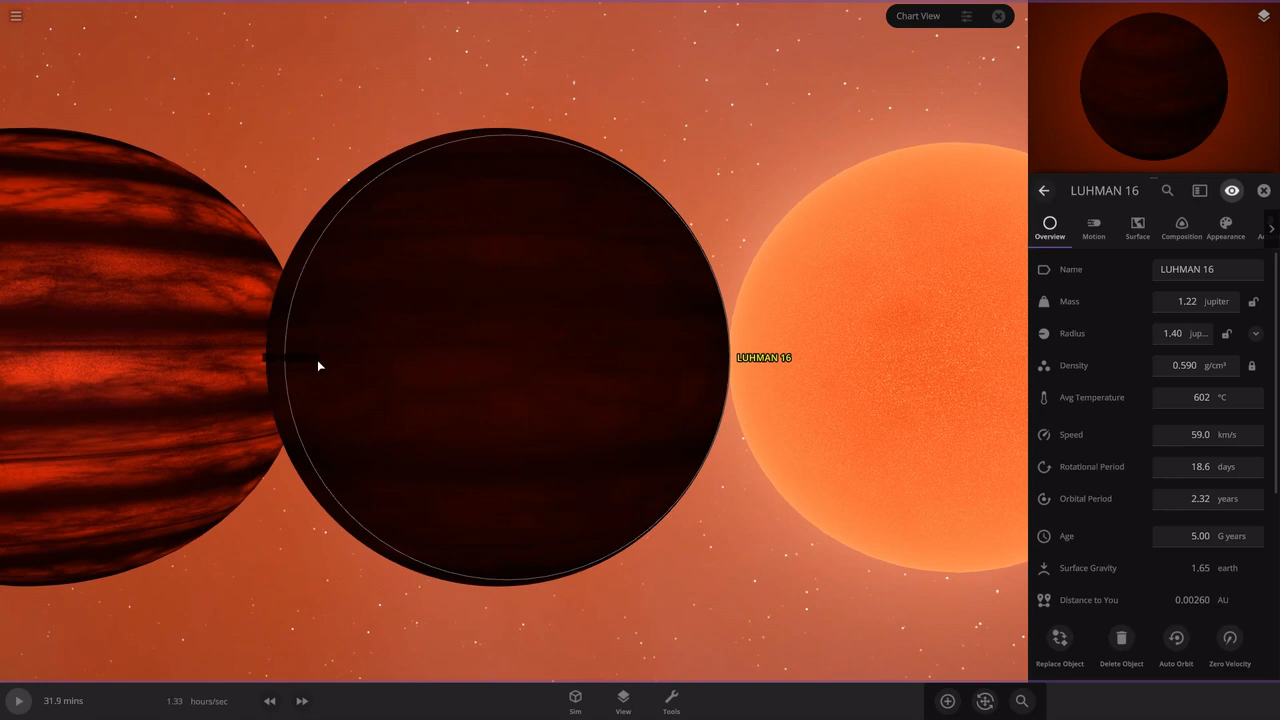 Chart View
LUHMAN 16
LUHMAN 16
Overview
Motion
Surface
Composition
Appearance
Name LUHMAN 16
Mass 1.22 jupiter
Radius 1.40 jup...
Density 0.590 g/cm³
Avg Temperature 602 °C
Speed 59.0 km/s
Rotational Period 18.6 days
Orbital Period 2.32 years
Age 5.00 G years
Surface Gravity 1.65 earth
Distance to You 0.00260 AU
Replace Object
Delete Object
Auto Orbit
Zero Velocity
31.9 mins
1.33 hours/sec
Sim
View
Tools